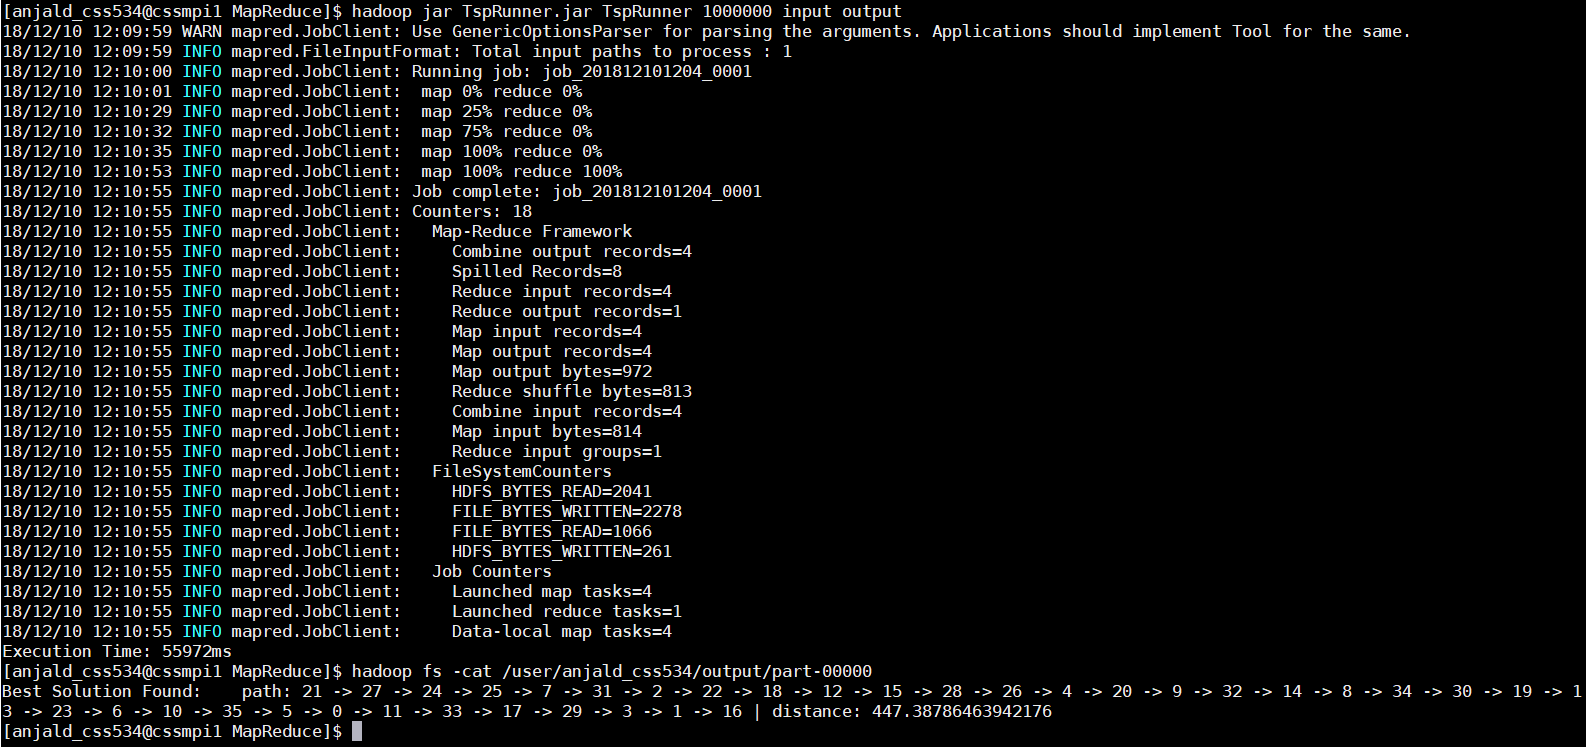 [anjald_css534@cssmpi1 MapReduce]$ hadoop jar TspRunner.jar TspRunner 1000000 input output
18/12/10 12:09:59 WARN mapred.JobClient: Use GenericOptionsParser for parsing the arguments. Applications should implement Tool for the same.
18/12/10 12:09:59 INFO mapred.FileInputFormat: Total input paths to process : 1
18/12/10 12:10:00 INFO mapred.JobClient: Running job: job_201812101204_0001
18/12/10 12:10:01 INFO mapred.JobClient:  map 0% reduce 0%
18/12/10 12:10:29 INFO mapred.JobClient:  map 25% reduce 0%
18/12/10 12:10:32 INFO mapred.JobClient:  map 75% reduce 0%
18/12/10 12:10:35 INFO mapred.JobClient:  map 100% reduce 0%
18/12/10 12:10:53 INFO mapred.JobClient:  map 100% reduce 100%
18/12/10 12:10:55 INFO mapred.JobClient: Job complete: job_201812101204_0001
18/12/10 12:10:55 INFO mapred.JobClient: Counters: 18
18/12/10 12:10:55 INFO mapred.JobClient:   Map-Reduce Framework
18/12/10 12:10:55 INFO mapred.JobClient:     Combine output records=4
18/12/10 12:10:55 INFO mapred.JobClient:     Spilled Records=8
18/12/10 12:10:55 INFO mapred.JobClient:     Reduce input records=4
18/12/10 12:10:55 INFO mapred.JobClient:     Reduce output records=1
18/12/10 12:10:55 INFO mapred.JobClient:     Map input records=4
18/12/10 12:10:55 INFO mapred.JobClient:     Map output records=4
18/12/10 12:10:55 INFO mapred.JobClient:     Map output bytes=972
18/12/10 12:10:55 INFO mapred.JobClient:     Reduce shuffle bytes=813
18/12/10 12:10:55 INFO mapred.JobClient:     Combine input records=4
18/12/10 12:10:55 INFO mapred.JobClient:     Map input bytes=814
18/12/10 12:10:55 INFO mapred.JobClient:     Reduce input groups=1
18/12/10 12:10:55 INFO mapred.JobClient:   FileSystemCounters
18/12/10 12:10:55 INFO mapred.JobClient:     HDFS_BYTES_READ=2041
18/12/10 12:10:55 INFO mapred.JobClient:     FILE_BYTES_WRITTEN=2278
18/12/10 12:10:55 INFO mapred.JobClient:     FILE_BYTES_READ=1066
18/12/10 12:10:55 INFO mapred.JobClient:     HDFS_BYTES_WRITTEN=261
18/12/10 12:10:55 INFO mapred.JobClient:   Job Counters
18/12/10 12:10:55 INFO mapred.JobClient:     Launched map tasks=4
18/12/10 12:10:55 INFO mapred.JobClient:     Launched reduce tasks=1
18/12/10 12:10:55 INFO mapred.JobClient:     Data-local map tasks=4
Execution Time: 55972ms
[anjald_css534@cssmpi1 MapReduce]$ hadoop fs -cat /user/anjald_css534/output/part-00000
Best Solution Found:    path: 21 -> 27 -> 24 -> 25 -> 7 -> 31 -> 2 -> 22 -> 18 -> 12 -> 15 -> 28 -> 26 -> 4 -> 20 -> 9 -> 32 -> 14 -> 8 -> 34 -> 30 -> 19 -> 1
3 -> 23 -> 6 -> 10 -> 35 -> 5 -> 0 -> 11 -> 33 -> 17 -> 29 -> 3 -> 1 -> 16 | distance: 447.38786463942176
[anjald_css534@cssmpi1 MapReduce]$